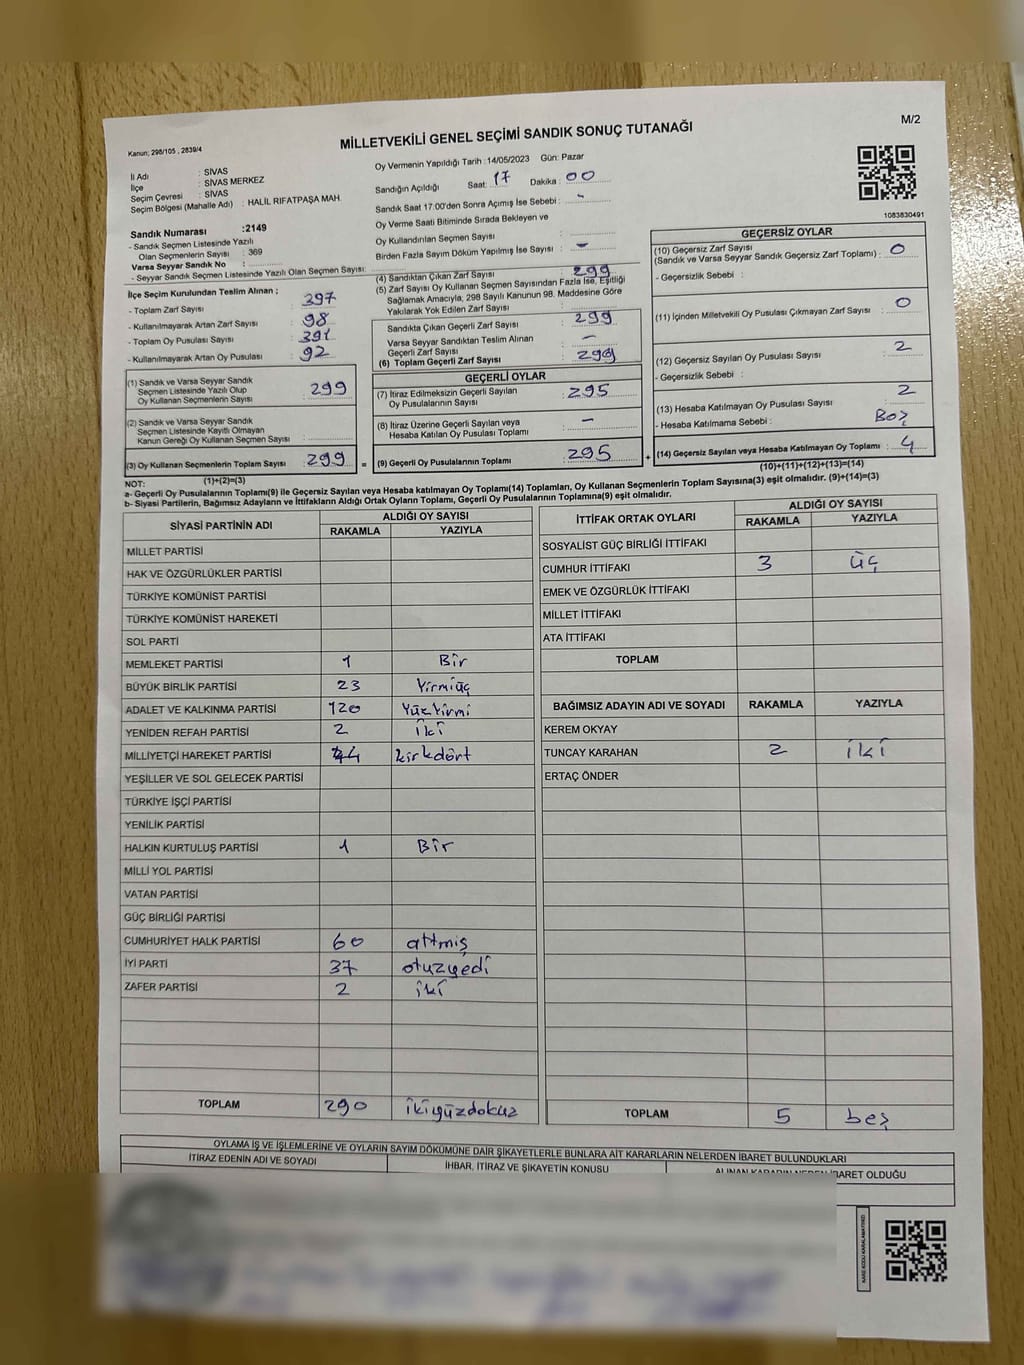 M/2
Kanun; 298/105 , 2839/4
MİLLETVEKİLİ GENEL SEÇİMİ SANDIK SONUÇ TUTANAĞI
İl Adı : SİVAS
İlçe : SİVAS MERKEZ
Seçim Çevresi : SİVAS
Seçim Bölgesi (Mahalle Adı) : HALİL RIFATPAŞA MAH.
Sandık Numarası :2149
- Sandık Seçmen Listesinde Yazılı
Olan Seçmenlerin Sayısı : 369
Varsa Seyyar Sandık No :
- Seyyar Sandık Seçmen Listesinde Yazılı Olan Seçmen Sayısı:
Oy Vermenin Yapıldığı Tarih :14/05/2023 Gün: Pazar
Sandığın Açıldığı Saat: 17 Dakika : 00
Sandık Saat 17.00'den Sonra Açımış İse Sebebi : -
Oy Verme Saati Bitiminde Sırada Bekleyen ve
Oy Kullandırılan Seçmen Sayısı :
Birden Fazla Sayım Döküm Yapılmış İse Sayısı : -
1083830491
İlçe Seçim Kurulundan Teslim Alınan ;
- Toplam Zarf Sayısı : 397
- Kullanılmayarak Artan Zarf Sayısı : 98
- Toplam Oy Pusulası Sayısı : 391
- Kullanılmayarak Artan Oy Pusulası : 92
(1) Sandık ve Varsa Seyyar Sandık
Seçmen Listesinde Yazılı Olup
Oy Kullanan Seçmenlerin Sayısı : 299
(2) Sandık ve Varsa Seyyar Sandık
Seçmen Listesinde Kayıtlı Olmayan
Kanun Gereği Oy Kullanan Seçmen Sayısı :
(3) Oy Kullanan Seçmenlerin Toplam Sayısı : 299
(1)+(2)=(3)
(4) Sandıktan Çıkan Zarf Sayısı : 299
(5) Zarf Sayısı Oy Kullanan Seçmen Sayısından Fazla İse, Eşitliği
Sağlamak Amacıyla; 298 Sayılı Kanunun 98. Maddesine Göre
Yakılarak Yok Edilen Zarf Sayısı :
Sandıkta Çıkan Geçerli Zarf Sayısı : 299
Varsa Seyyar Sandıktan Teslim Alınan
Geçerli Zarf Sayısı : -
(6) Toplam Geçerli Zarf Sayısı : 299
GEÇERLİ OYLAR
(7) İtiraz Edilmeksizin Geçerli Sayılan
Oy Pusulalarının Sayısı : 295
(8) İtiraz Üzerine Geçerli Sayılan veya
Hesaba Katılan Oy Pusulası Toplamı : -
= (9) Geçerli Oy Pusulalarının Toplamı : 295 +
GEÇERSİZ OYLAR
(10) Geçersiz Zarf Sayısı
(Sandık ve Varsa Seyyar Sandık Geçersiz Zarf Toplamı) : 0
- Geçersizlik Sebebi :
(11) İçinden Milletvekili Oy Pusulası Çıkmayan Zarf Sayısı : 0
(12) Geçersiz Sayılan Oy Pusulası Sayısı : 2
- Geçersizlik Sebebi :
(13) Hesaba Katılmayan Oy Pusulası Sayısı : 2
- Hesaba Katılmama Sebebi : Boş
(14) Geçersiz Sayılan veya Hesaba Katılmayan Oy Toplamı : 4
(10)+(11)+(12)+(13)=(14)
NOT:
a- Geçerli Oy Pusulalarının Toplamı(9) ile Geçersiz Sayılan veya Hesaba katılmayan Oy Toplamı(14) Toplamları, Oy Kullanan Seçmenlerin Toplam Sayısına(3) eşit olmalıdır. (9)+(14)=(3)
b- Siyasi Partilerin, Bağımsız Adayların ve İttifakların Aldığı Ortak Oyların Toplamı, Geçerli Oy Pusulalarının Toplamına(9) eşit olmalıdır.
SİYASİ PARTİNİN ADI ALDIĞI OY SAYISI
RAKAMLA YAZIYLA
MİLLET PARTİSİ
HAK VE ÖZGÜRLÜKLER PARTİSİ
TÜRKİYE KOMÜNİST PARTİSİ
TÜRKİYE KOMÜNİST HAREKETİ
SOL PARTİ
MEMLEKET PARTİSİ 1 Bir
BÜYÜK BİRLİK PARTİSİ 23 Yirmiüç
ADALET VE KALKINMA PARTİSİ 120 Yüzyirmi
YENİDEN REFAH PARTİSİ 2 iki
MİLLİYETÇİ HAREKET PARTİSİ 44 kırkdört
YEŞİLLER VE SOL GELECEK PARTİSİ
TÜRKİYE İŞÇİ PARTİSİ
YENİLİK PARTİSİ
HALKIN KURTULUŞ PARTİSİ 1 Bir
MİLLİ YOL PARTİSİ
VATAN PARTİSİ
GÜÇ BİRLİĞİ PARTİSİ
CUMHURİYET HALK PARTİSİ 60 altmış
İYİ PARTİ 37 otuzyedi
ZAFER PARTİSİ 2 iki
TOPLAM 290 ikiyüzdokuz
İTTİFAK ORTAK OYLARI ALDIĞI OY SAYISI
RAKAMLA YAZIYLA
SOSYALİST GÜÇ BİRLİĞİ İTTİFAKI
CUMHUR İTTİFAKI 3 üç
EMEK VE ÖZGÜRLÜK İTTİFAKI
MİLLET İTTİFAKI
ATA İTTİFAKI
TOPLAM
BAĞIMSIZ ADAYIN ADI VE SOYADI RAKAMLA YAZIYLA
KEREM OKYAY
TUNCAY KARAHAN 2 iki
ERTAÇ ÖNDER
TOPLAM 5 beş
OYLAMA İŞ VE İŞLEMLERİNE VE OYLARIN SAYIM DÖKÜMÜNE DAİR ŞİKAYETLERLE BUNLARA AİT KARARLARIN NELERDEN İBARET BULUNDUKLARI
İTİRAZ EDENİN ADI VE SOYADI İHBAR, İTİRAZ VE ŞİKAYETİN KONUSU ALINAN KARARIN NEDEN İBARET OLDUĞU
KARE KODU KARALAMAYINIZ!